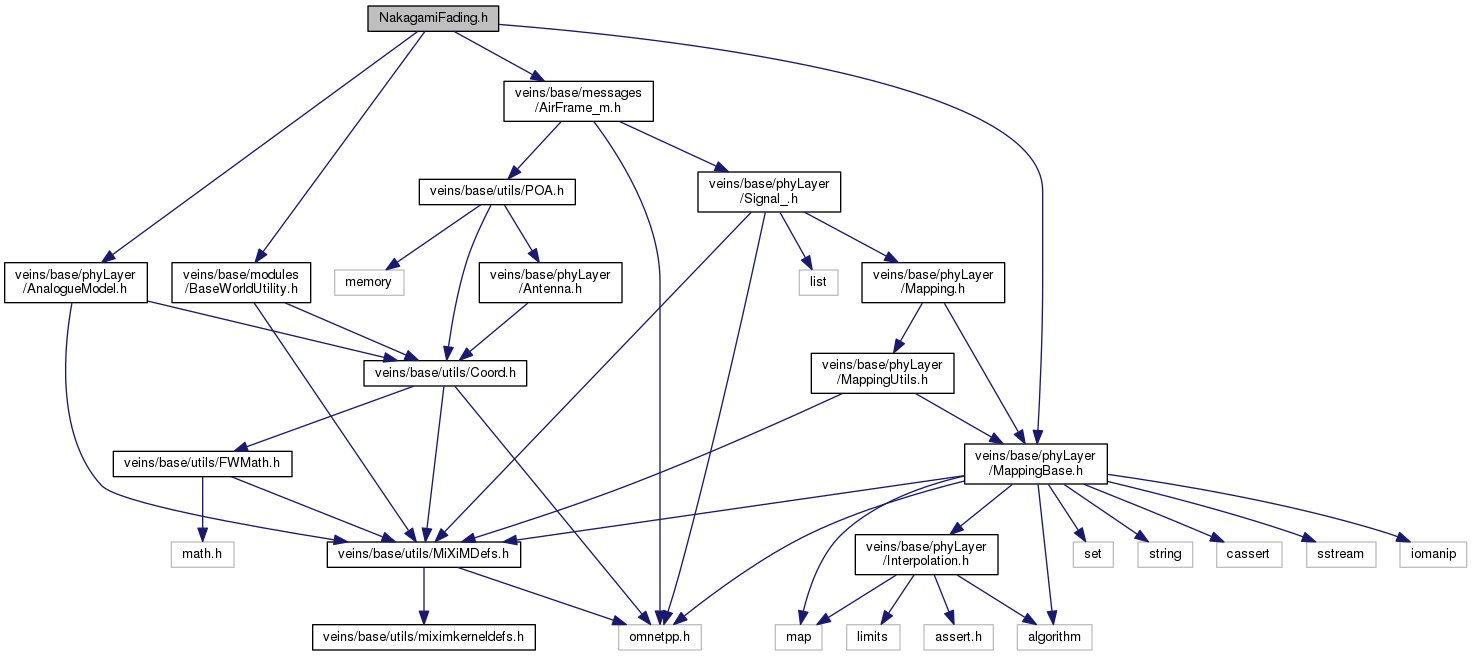 NakagamiFading.h
veins/base/messages
/AirFrame_m.h
veins/base/utils/POA.h
veins/base/phyLayer
/Signal_.h
veins/base/phyLayer
/AnalogueModel.h
veins/base/modules
/BaseWorldUtility.h
memory
veins/base/phyLayer
/Antenna.h
list
veins/base/phyLayer
/Mapping.h
veins/base/utils/Coord.h
veins/base/phyLayer
/MappingUtils.h
veins/base/utils/FWMath.h
veins/base/phyLayer
/MappingBase.h
math.h
veins/base/utils/MiXiMDefs.h
veins/base/phyLayer
/Interpolation.h
set
string
cassert
sstream
iomanip
veins/base/utils/miximkerneldefs.h
omnetpp.h
map
limits
assert.h
algorithm